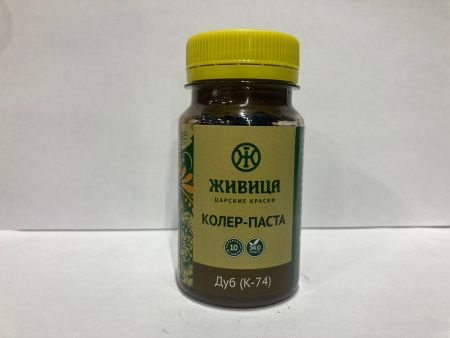 Ж
ЖИВИЦА
ЦАРСКИЕ КРАСКИ
КОЛЕР-ПАСТА
10
ЭКО
Дуб (К-74)